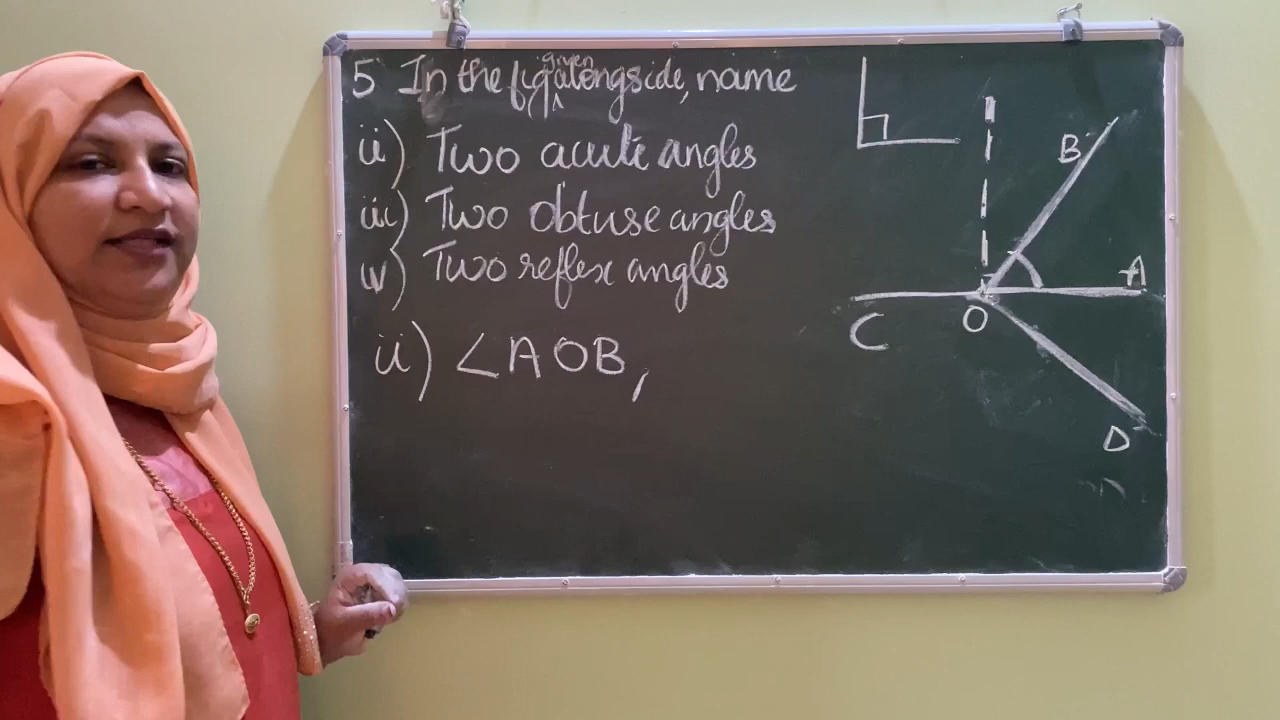 5 In the fig given alongside, name
ii) Two acute angles
iii) Two obtuse angles
iv) Two reflex angles
ii) ∠AOB,
B
A
C
O
D